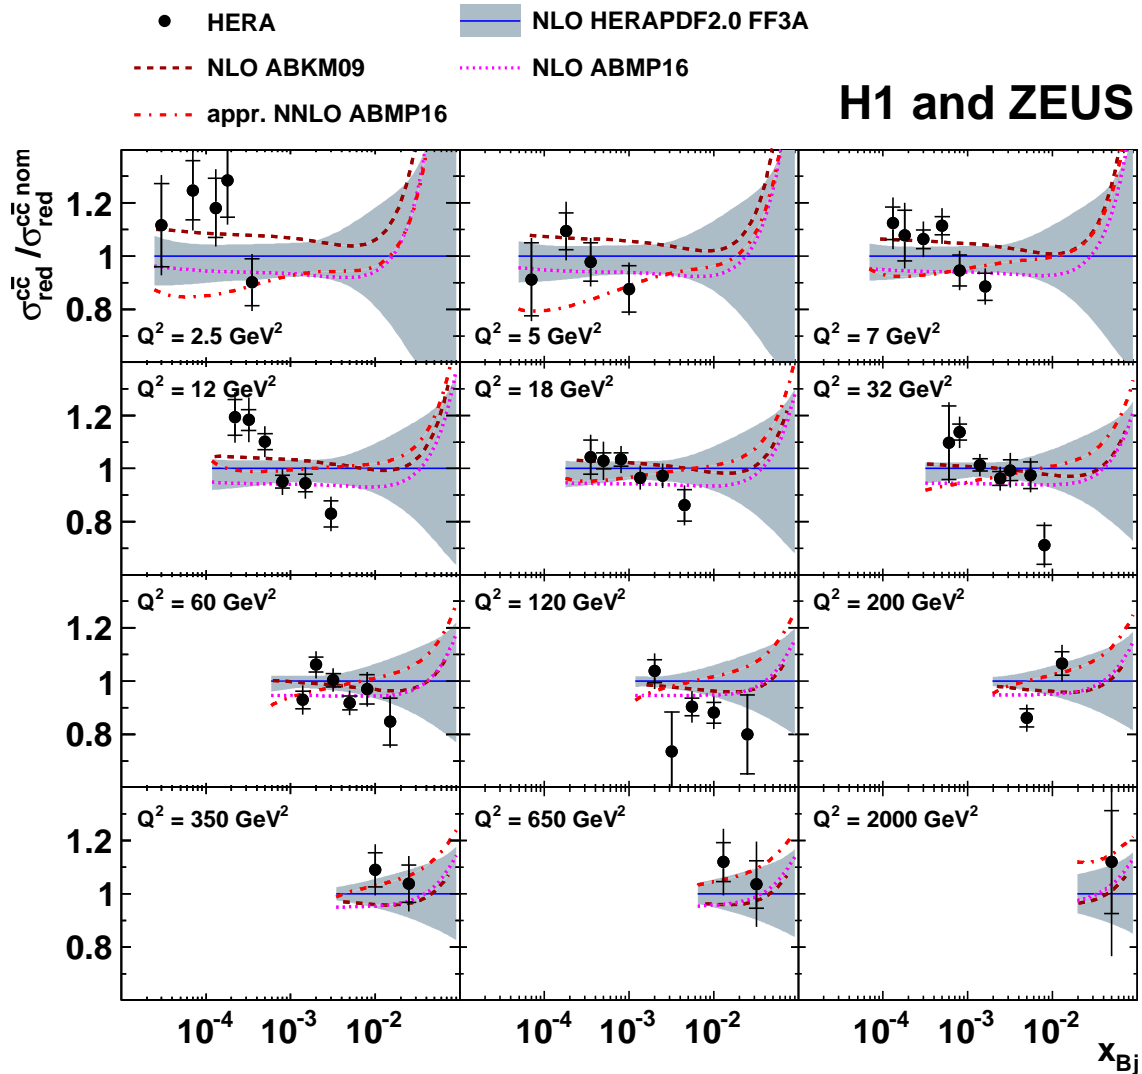 HERA
NLO HERAPDF2.0 FF3A
NLO ABKM09
NLO ABMP16
appr. NNLO ABMP16
H1 and ZEUS
σ_red^cc̄ / σ_red^cc̄ nom
1.2
1
0.8
Q² = 2.5 GeV²
Q² = 5 GeV²
Q² = 7 GeV²
Q² = 12 GeV²
Q² = 18 GeV²
Q² = 32 GeV²
1.2
1
0.8
Q² = 60 GeV²
Q² = 120 GeV²
Q² = 200 GeV²
1.2
1
0.8
Q² = 350 GeV²
Q² = 650 GeV²
Q² = 2000 GeV²
1.2
1
0.8
10⁻⁴ 10⁻³ 10⁻² 10⁻⁴ 10⁻³ 10⁻² 10⁻⁴ 10⁻³ 10⁻²
x_Bj